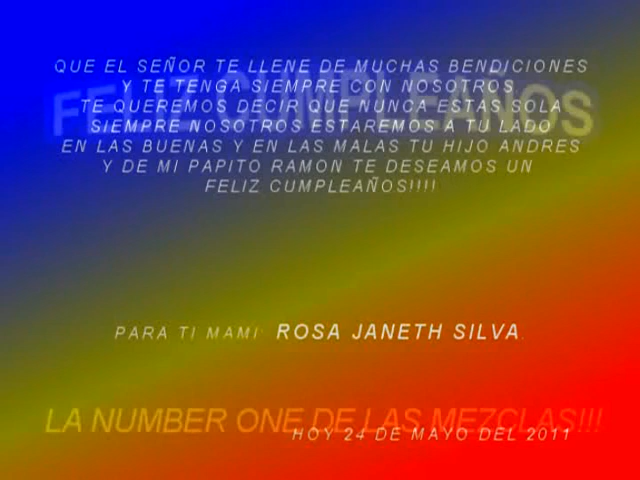 FELIZ CUMPLEAÑOS
QUE EL SEÑOR TE LLENE DE MUCHAS BENDICIONES
Y TE TENGA SIEMPRE CON NOSOTROS
TE QUEREMOS DECIR QUE NUNCA ESTAS SOLA
SIEMPRE NOSOTROS ESTAREMOS A TU LADO
EN LAS BUENAS Y EN LAS MALAS TU HIJO ANDRES
Y DE MI PAPITO RAMON TE DESEAMOS UN
FELIZ CUMPLEAÑOS!!!!
PARA TI MAMI: ROSA JANETH SILVA.
LA NUMBER ONE DE LAS MEZCLAS!!!
HOY 24 DE MAYO DEL 2011